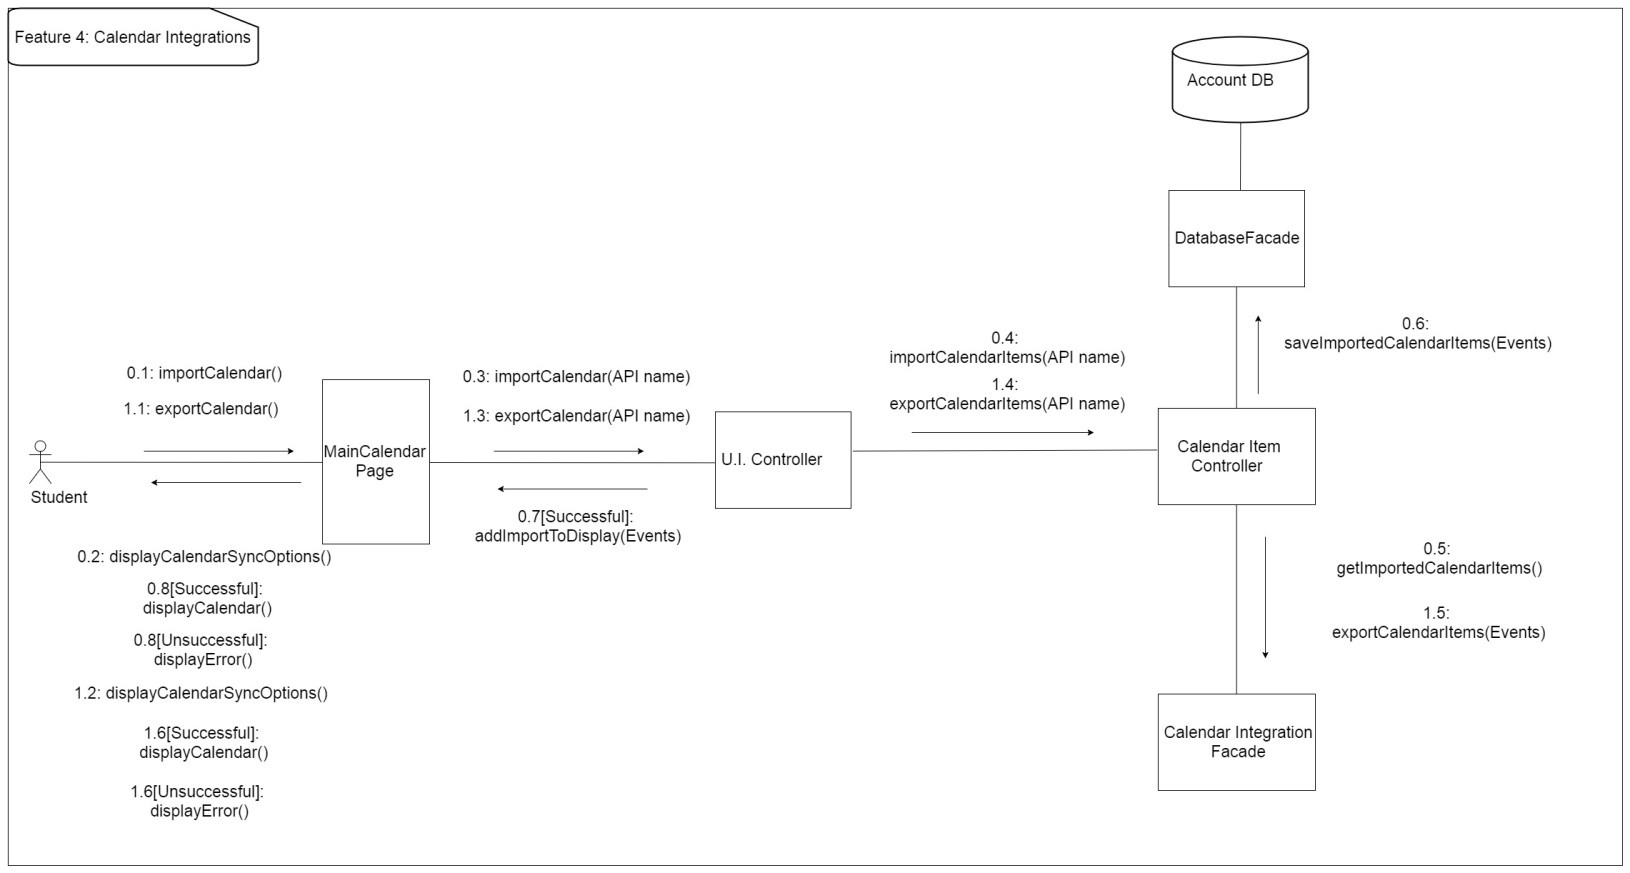 Feature 4: Calendar Integrations
Account DB
DatabaseFacade
0.6:
saveImportedCalendarItems(Events)
0.4:
importCalendarItems(API name)
1.4:
exportCalendarItems(API name)
0.1: importCalendar()
1.1: exportCalendar()
0.3: importCalendar(API name)
1.3: exportCalendar(API name)
Student
MainCalendar
Page
U.I. Controller
Calendar Item
Controller
0.7[Successful]:
addImportToDisplay(Events)
0.2: displayCalendarSyncOptions()
0.8[Successful]:
displayCalendar()
0.8[Unsuccessful]:
displayError()
1.2: displayCalendarSyncOptions()
1.6[Successful]:
displayCalendar()
1.6[Unsuccessful]:
displayError()
0.5:
getImportedCalendarItems()
1.5:
exportCalendarItems(Events)
Calendar Integration
Facade